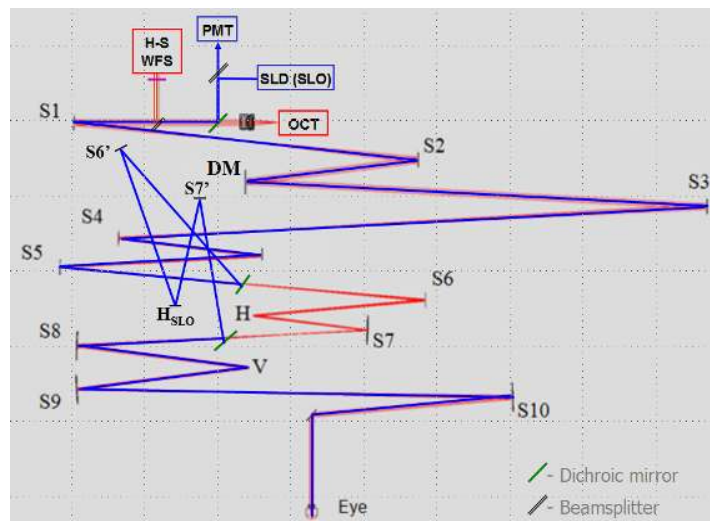 PMT
H-S
WFS
SLD (SLO)
OCT
S1
S2
S6’
DM
S7’
S3
S4
S5
S6
H
HSLO
S7
S8
V
S9
S10
- Dichroic mirror
- Beamsplitter
Eye